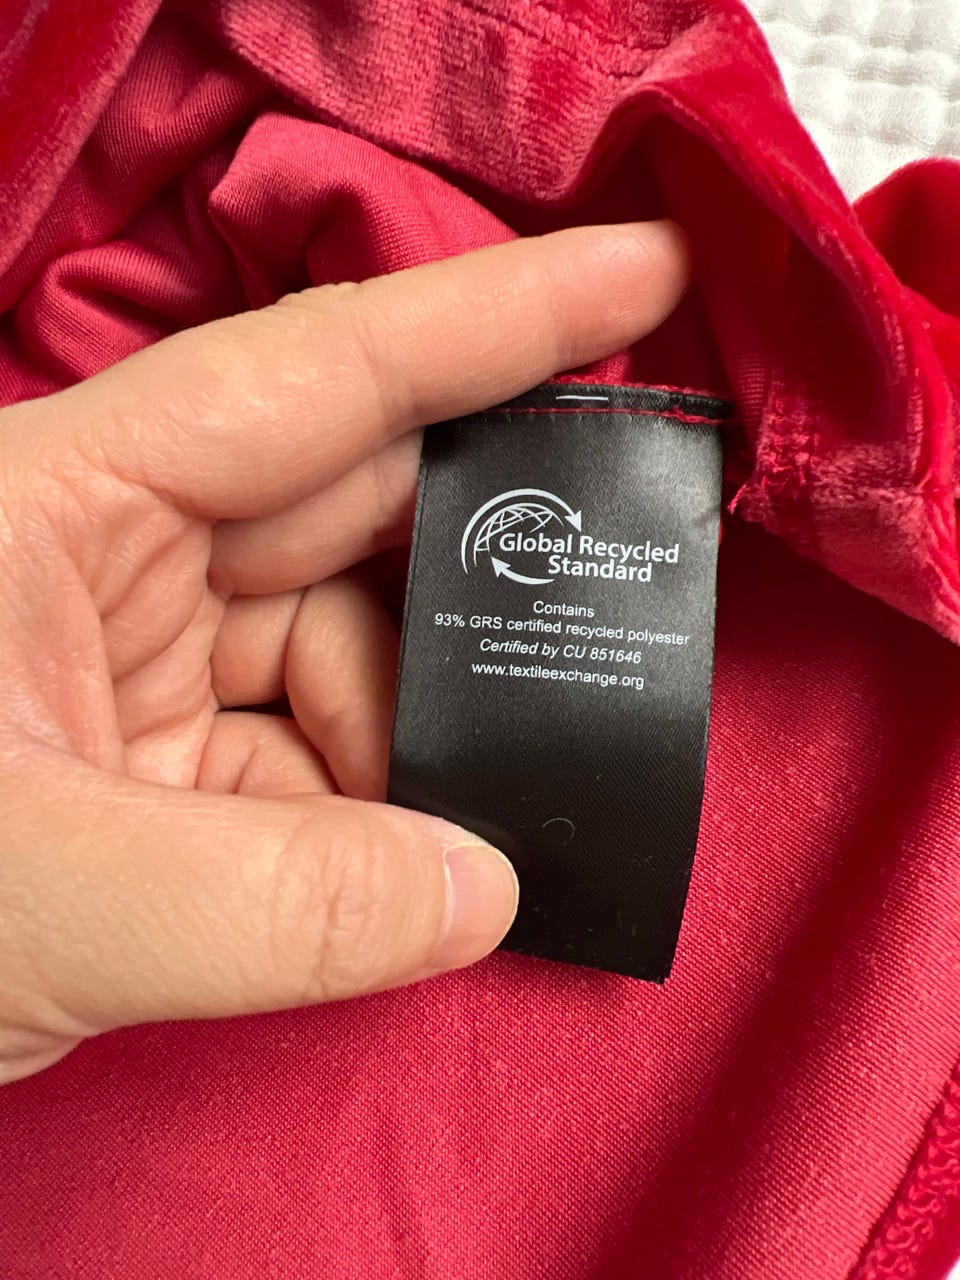 Global Recycled
Standard
Contains
93% GRS certified recycled polyester
Certified by CU 851646
www.textileexchange.org